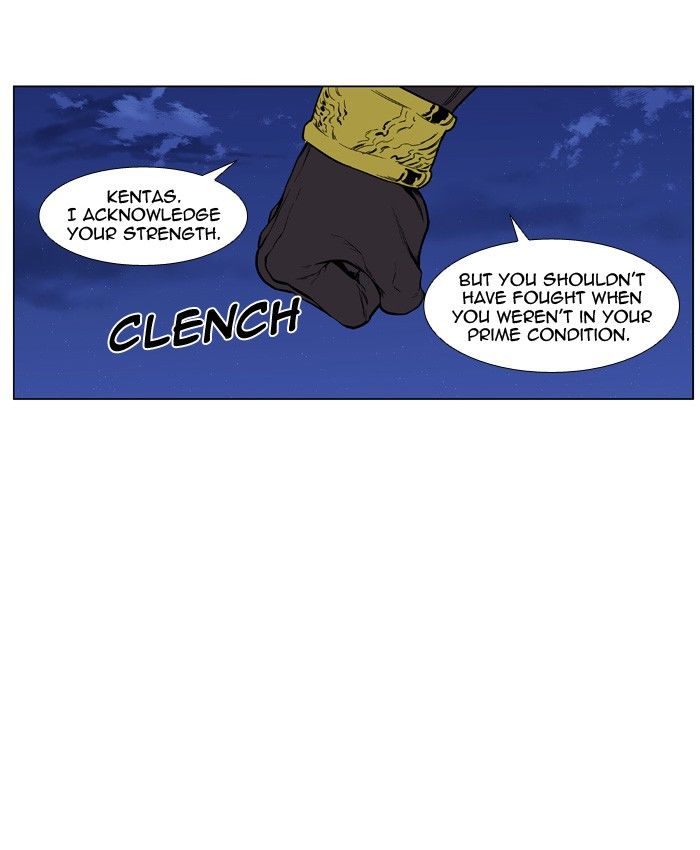 KENTAS.
I ACKNOWLEDGE
YOUR STRENGTH.
CLENCH
BUT YOU SHOULDN'T
HAVE FOUGHT WHEN
YOU WEREN'T IN YOUR
PRIME CONDITION.